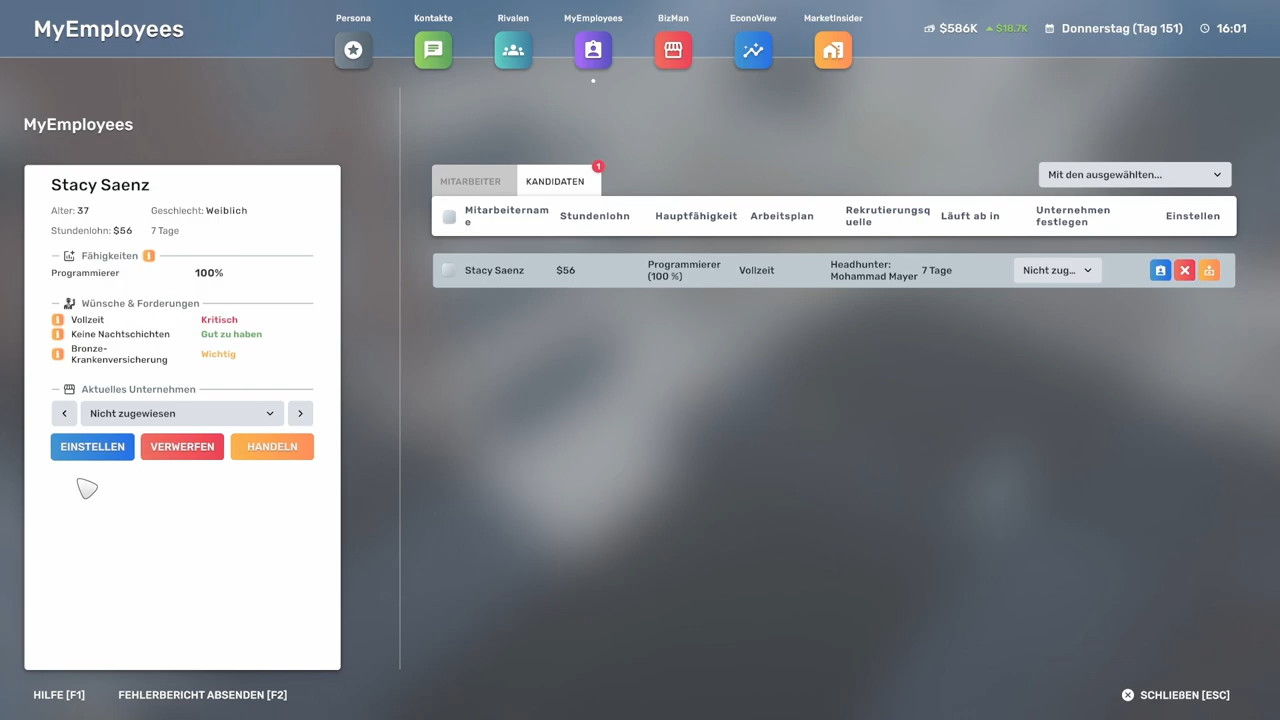 MyEmployees
Persona
Kontakte
Rivalen
MyEmployees
BizMan
EconoView
MarketInsider
$586K
$18.7K
Donnerstag (Tag 151)
16:01
MyEmployees
Stacy Saenz
Alter: 37
Geschlecht: Weiblich
Stundenlohn: $56
7 Tage
Fähigkeiten
Programmierer
100%
Wünsche & Forderungen
Vollzeit
Kritisch
Keine Nachtschichten
Gut zu haben
Bronze-
Krankenversicherung
Wichtig
Aktuelles Unternehmen
Nicht zugewiesen
EINSTELLEN
VERWERFEN
HANDELN
MITARBEITER
KANDIDATEN
1
Mit den ausgewählten...
Mitarbeiternam
e
Stundenlohn
Hauptfähigkeit
Arbeitsplan
Rekrutierungsq
uelle
Läuft ab in
Unternehmen
festlegen
Einstellen
Stacy Saenz
$56
Programmierer
(100 %)
Vollzeit
Headhunter:
Mohammad Mayer
7 Tage
Nicht zug...
HILFE [F1]
FEHLERBERICHT ABSENDEN [F2]
SCHLIEẞEN [ESC]